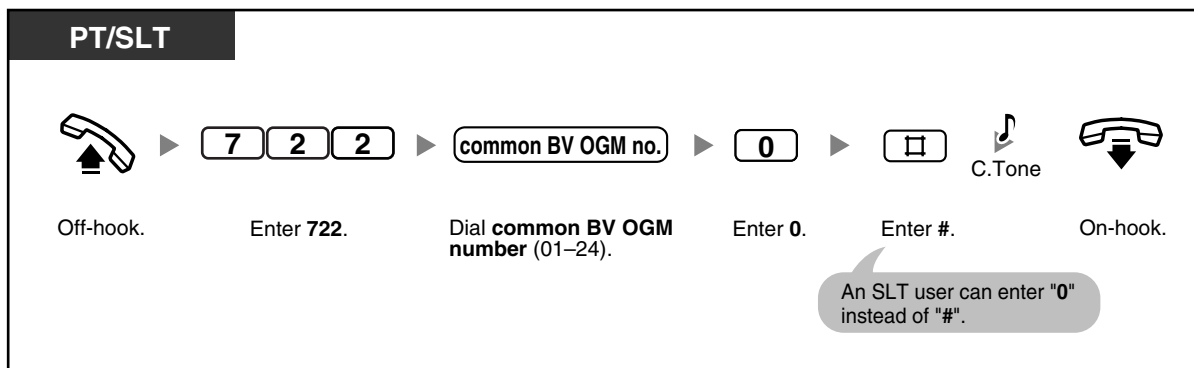 PT/SLT
7 2 2
common BV OGM no.
0
#
C.Tone
Off-hook.
Enter 722.
Dial common BV OGM
number (01–24).
Enter 0.
Enter #.
On-hook.
An SLT user can enter "0"
instead of "#".